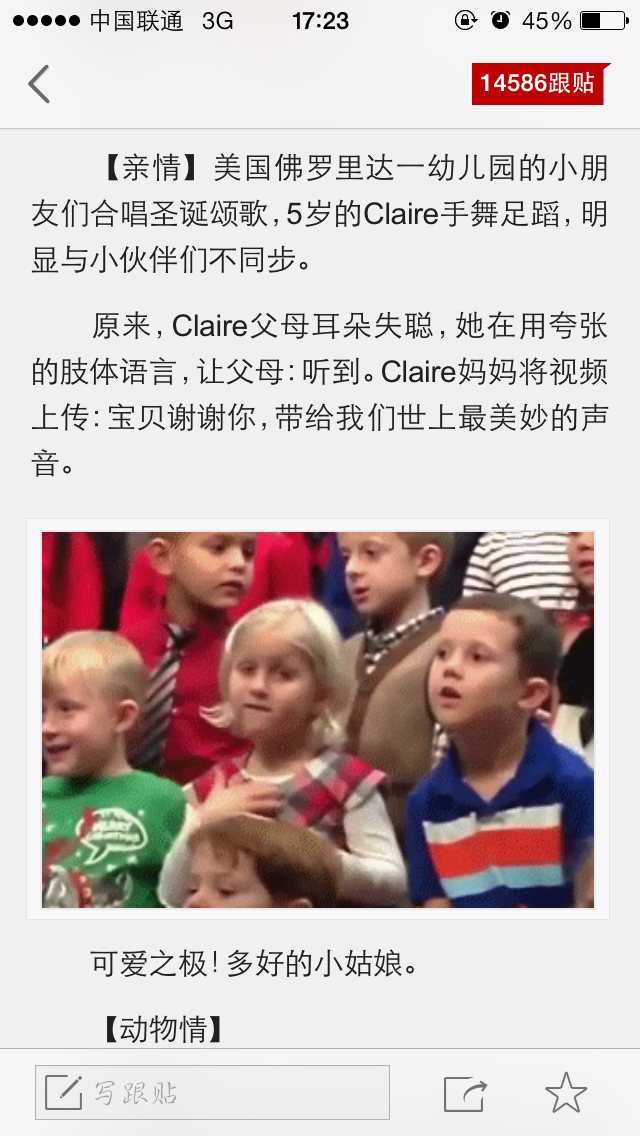 中国联通 3G 17:23 45%
14586跟贴
【亲情】美国佛罗里达一幼儿园的小朋
友们合唱圣诞颂歌,5岁的Claire手舞足蹈,明
显与小伙伴们不同步。
原来,Claire父母耳朵失聪,她在用夸张
的肢体语言,让父母:听到。Claire妈妈将视频
上传:宝贝谢谢你,带给我们世上最美妙的声
音。
MERRY
CHRISTMAS
可爱之极!多好的小姑娘。
【动物情】
写跟贴